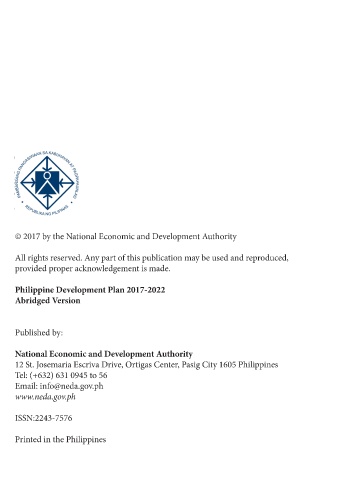 REPUBLIKA NG PILIPINAS
© 2017 by the National Economic and Development Authority
All rights reserved. Any part of this publication may be used and reproduced,
provided proper acknowledgement is made.
Philippine Development Plan 2017-2022
Abridged Version
Published by:
National Economic and Development Authority
12 St. Josemaria Escriva Drive, Ortigas Center, Pasig City 1605 Philippines
Tel: (+632) 631 0945 to 56
Email: info@neda.gov.ph
www.neda.gov.ph
ISSN:2243-7576
Printed in the Philippines